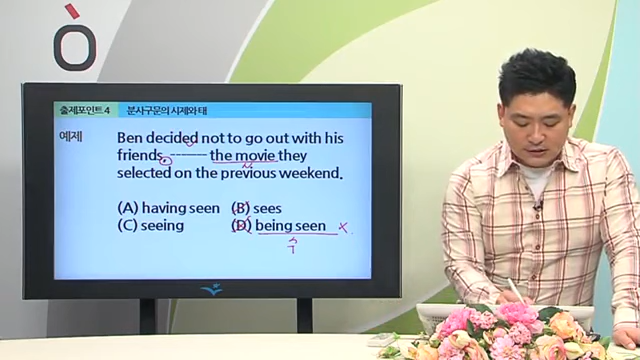 출제포인트 4 분사구문의 시제와 태
예제 Ben decided not to go out with his
friends, ------- the movie they
selected on the previous weekend.
(A) having seen (B) sees
(C) seeing (D) being seen